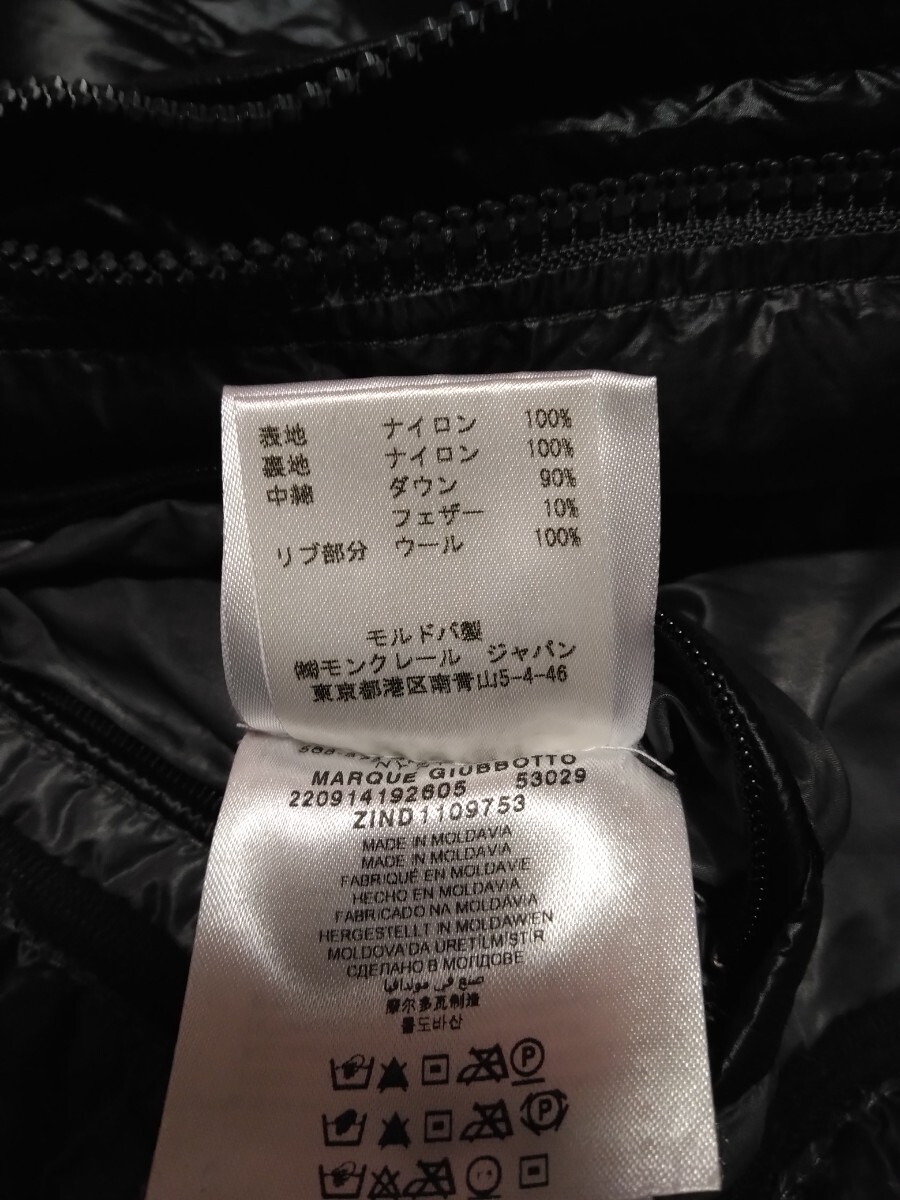 表地 ナイロン 100%
裏地 ナイロン 100%
中綿 ダウン 90%
フェザー 10%
リブ部分 ウール 100%
モルドバ製
モンクレール ジャパン
東京都港区南青山5-4-46
MARQUE GIUBBOTTO
220914192605 53029
ZIND1109753
MADE IN MOLDAVIA
MADE IN MOLDAVIA
FABRIQUÉ EN MOLDAVIE
HECHO EN MOLDAVIA
FABRICADO NA MOLDAVIA
HERGESTELLT IN MOLDAWIEN
MOLDOVA'DA ÜRETİLMİŞTİR
СДЕЛАНО В МОЛДОВЕ
صنع في مولدافيا
摩尔多瓦制造
몰도바산
P
P